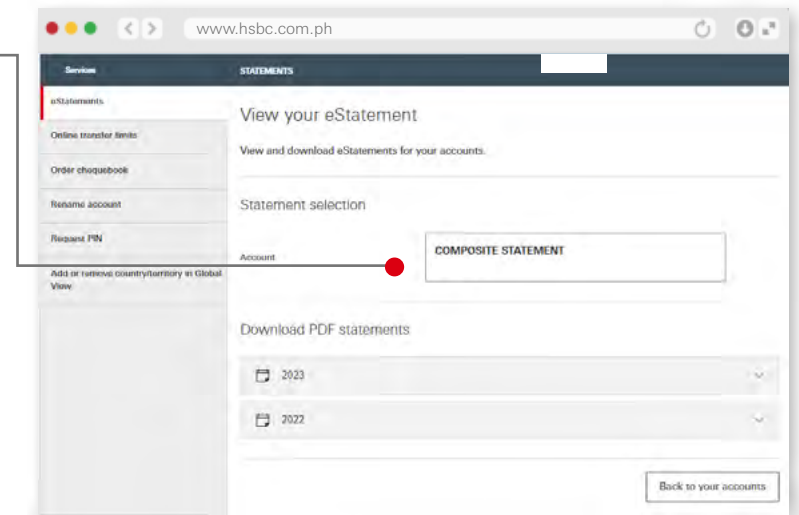 www.hsbc.com.ph
Services
STATEMENTS
eStatements
Online transfer limits
Order chequebook
Rename account
Request PIN
Add or remove country/territory in Global
View
View your eStatement
View and download eStatements for your accounts.
Statement selection
Account
COMPOSITE STATEMENT
Download PDF statements
2023
2022
Back to your accounts